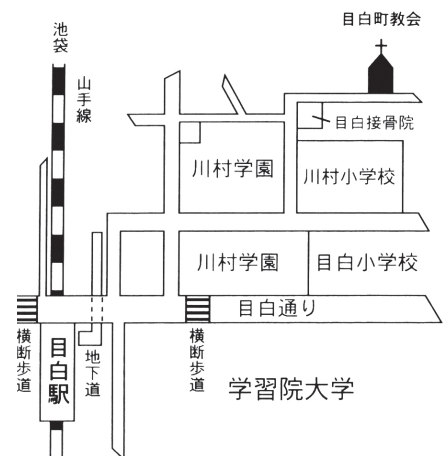 目白町教会
池袋
山手線
目白接骨院
川村学園
川村小学校
川村学園
目白小学校
目白通り
横断歩道
目白駅
地下道
横断歩道
学習院大学